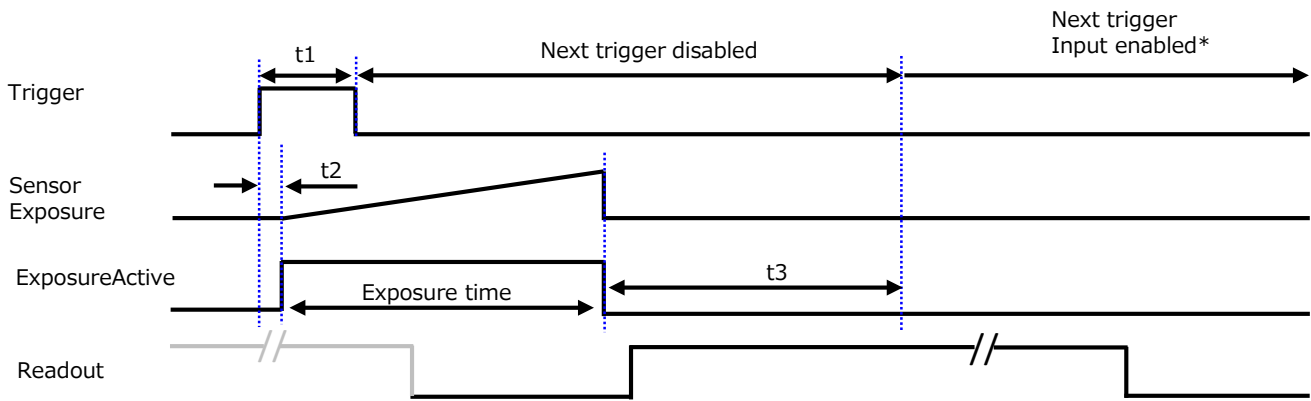 Next trigger
Input enabled*
t1
Next trigger disabled
Trigger
t2
Sensor
Exposure
ExposureActive
t3
Exposure time
Readout